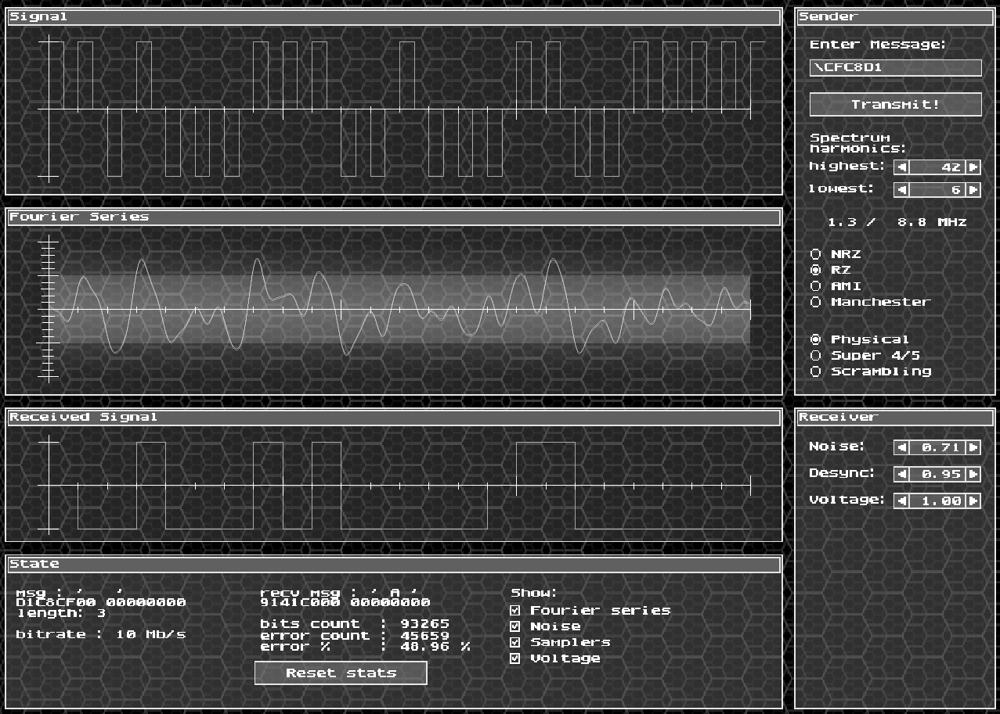 Signal
Sender
Enter Message:
\CFC8D1
Transmit!
Spectrum
harmonics:
highest: 42
lowest: 6
1.3 / 8.8 MHz
NRZ
RZ
AMI
Manchester
Physical
Super 4/5
Scrambling
Fourier Series
Received Signal
Receiver
Noise: 0.71
Desync: 0.95
Voltage: 1.00
State
msg : ' '
D1C8CF00 00000000
length: 3
bitrate : 10 Mb/s
recv msg : ' A '
9141C000 00000000
bits count : 93265
error count : 45659
error % : 48.96 %
Reset stats
Show:
Fourier series
Noise
Samplers
Voltage